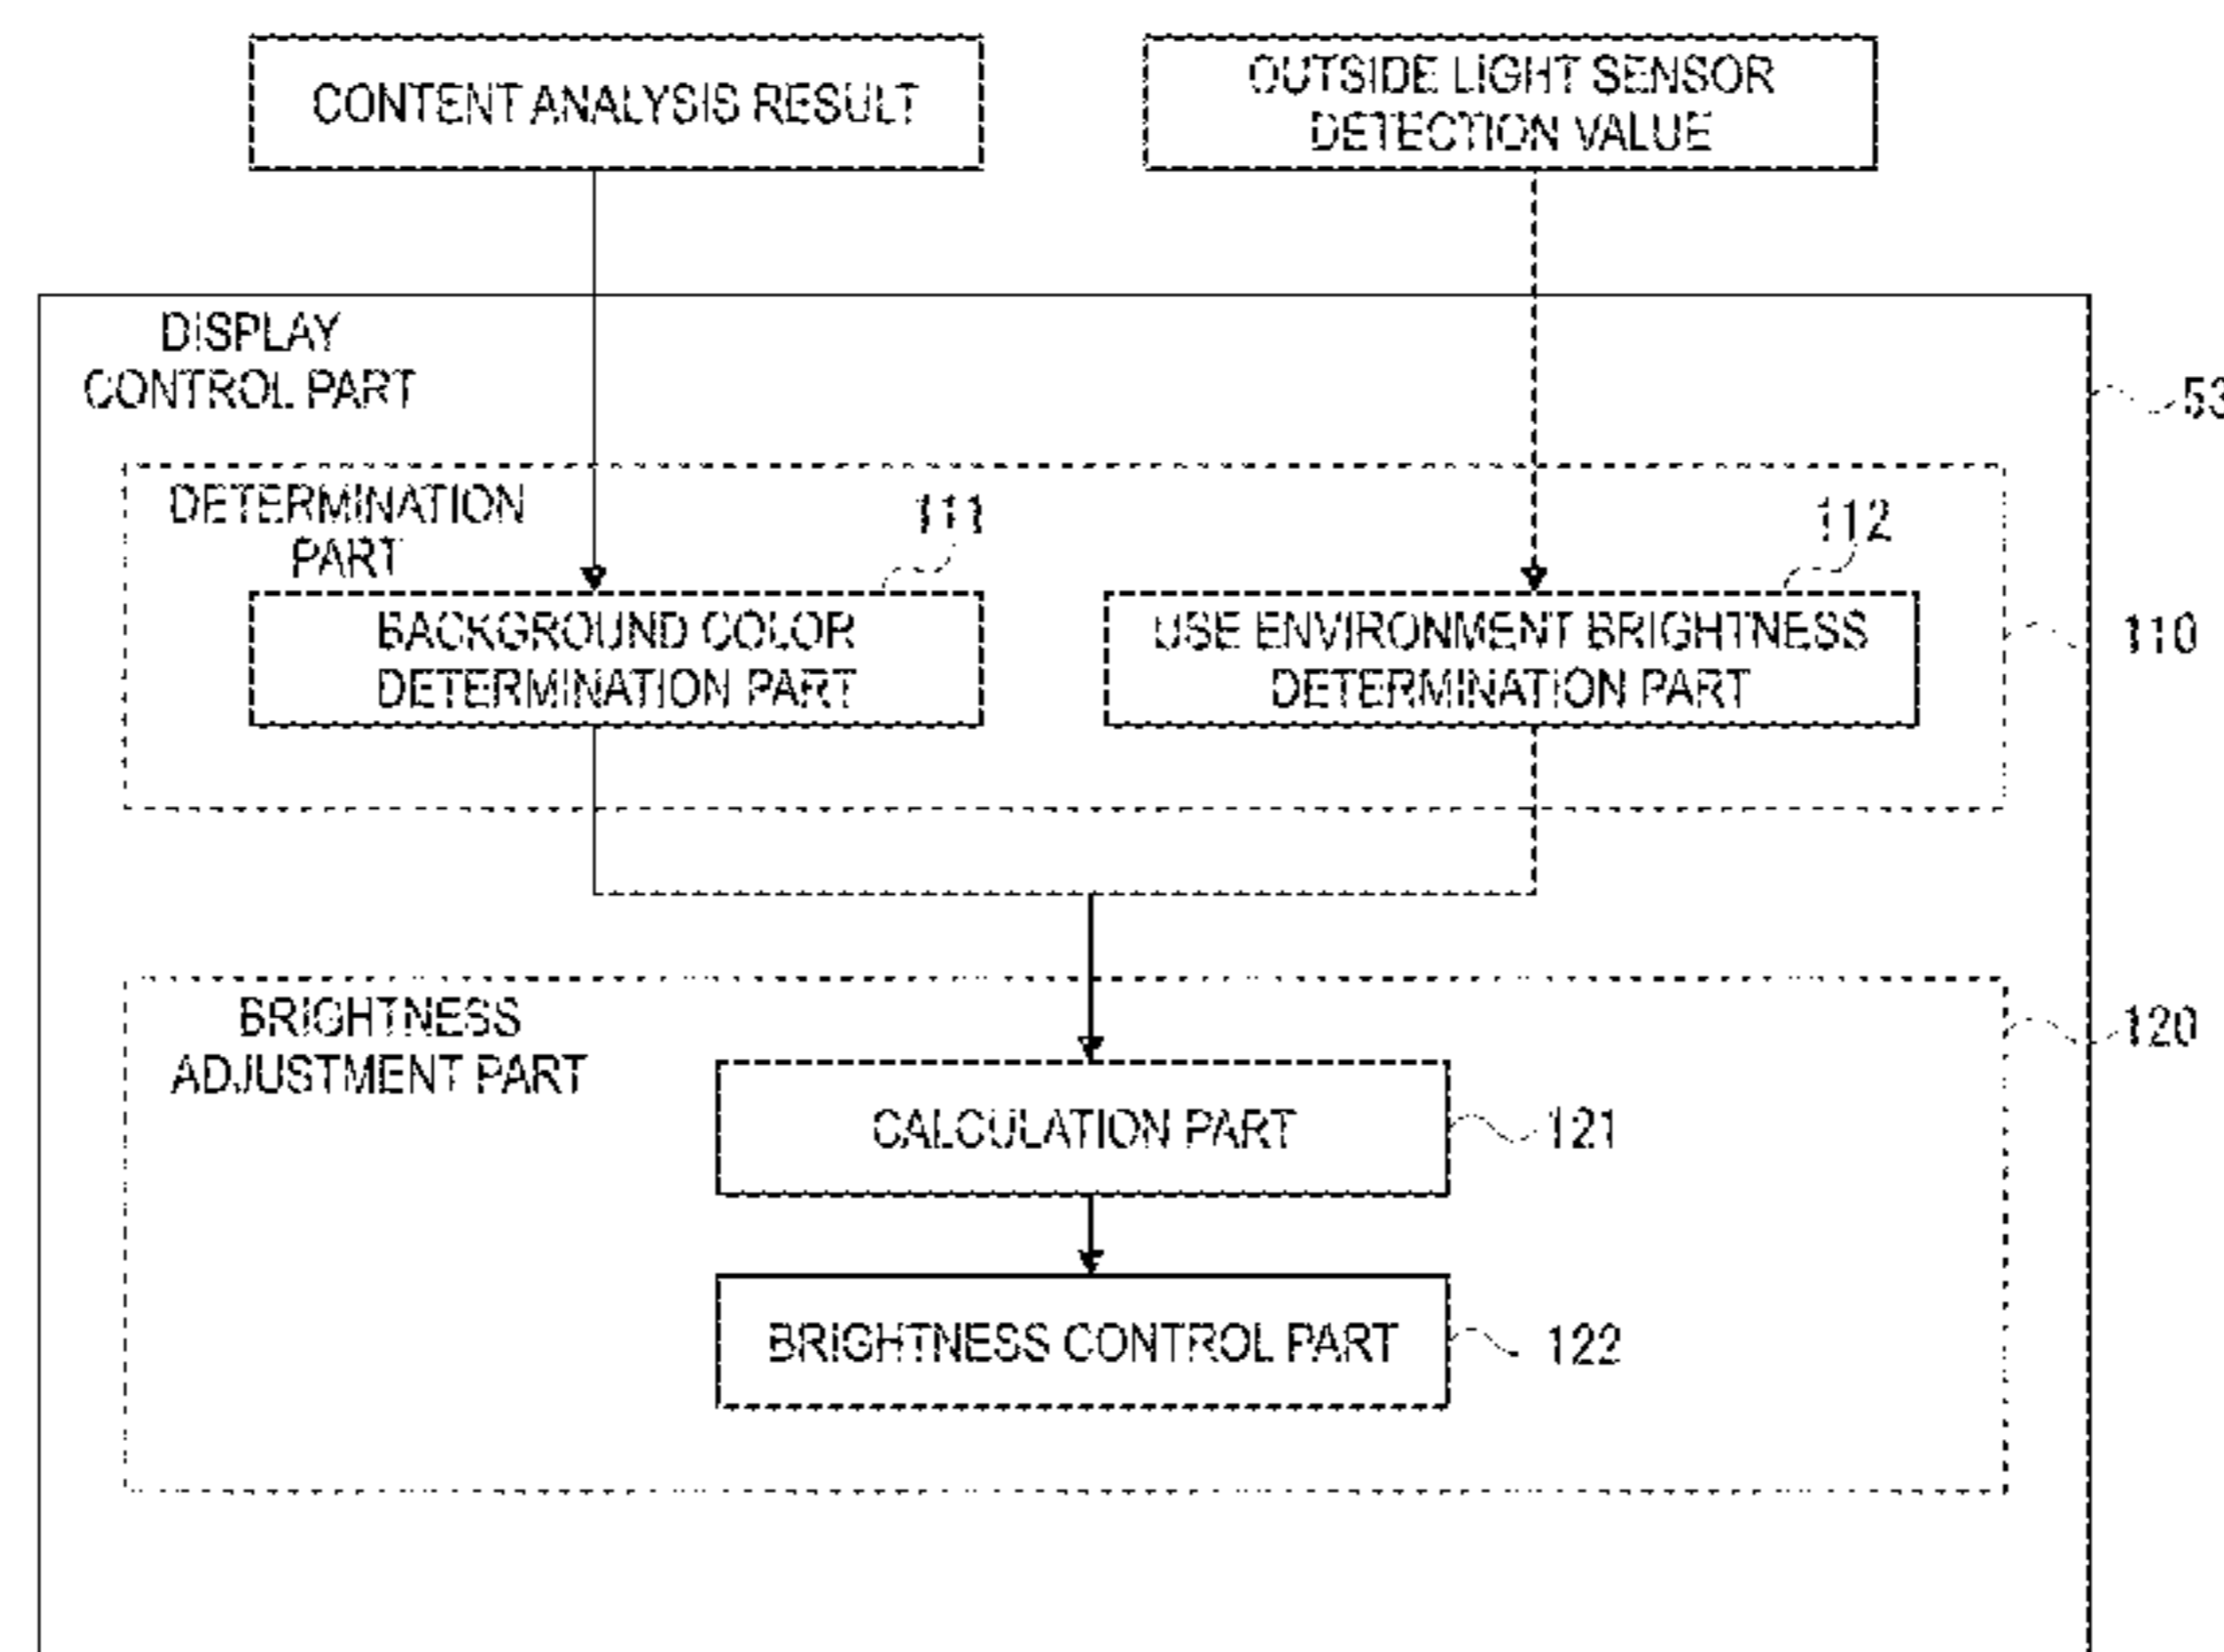 CONTENT ANALYSIS RESULT
OUTSIDE LIGHT SENSOR
DETECTION VALUE
DISPLAY
CONTROL PART
53
DETERMINATION
PART
111
112
BACKGROUND COLOR
DETERMINATION PART
USE ENVIRONMENT BRIGHTNESS
DETERMINATION PART
110
BRIGHTNESS
ADJUSTMENT PART
120
CALCULATION PART
121
BRIGHTNESS CONTROL PART
122